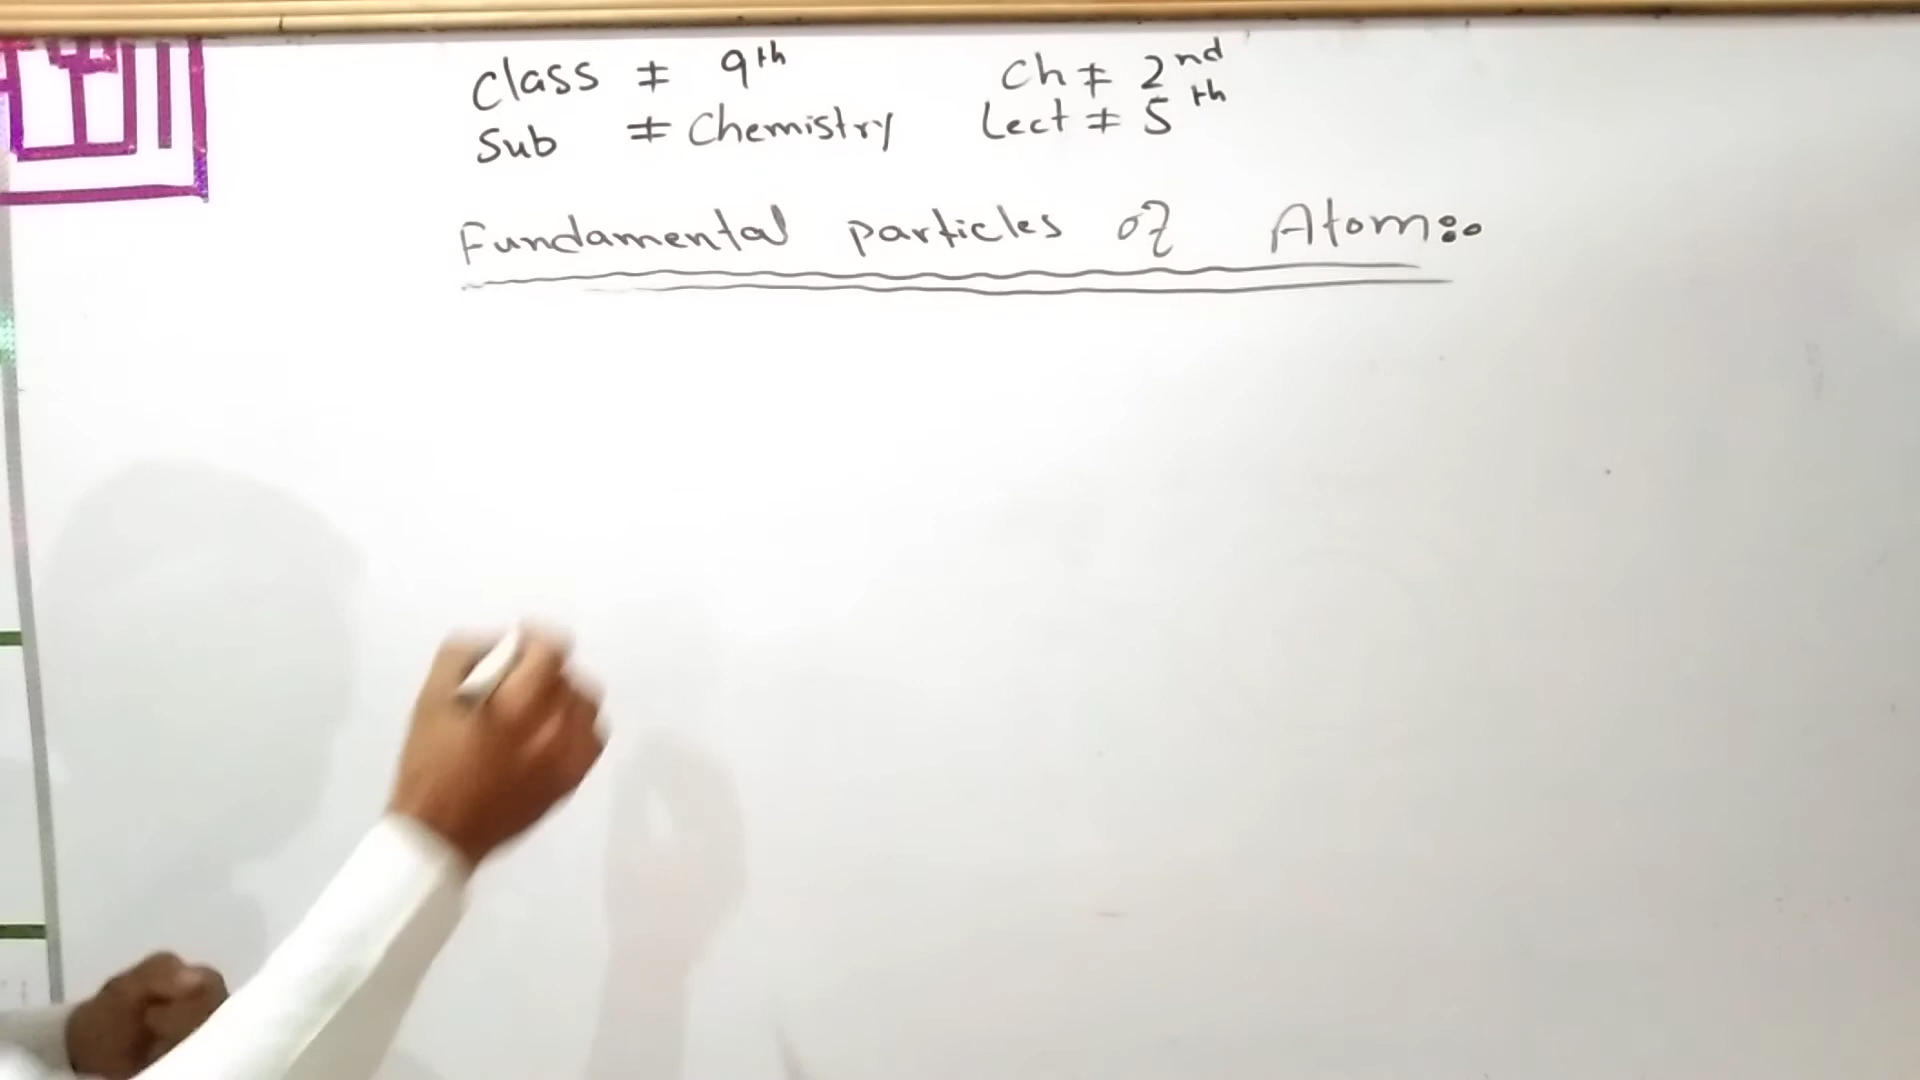 Class ≠ 9th Ch ≠ 2nd
Sub ≠ Chemistry Lect ≠ 5th
Fundamental particles of Atom:.